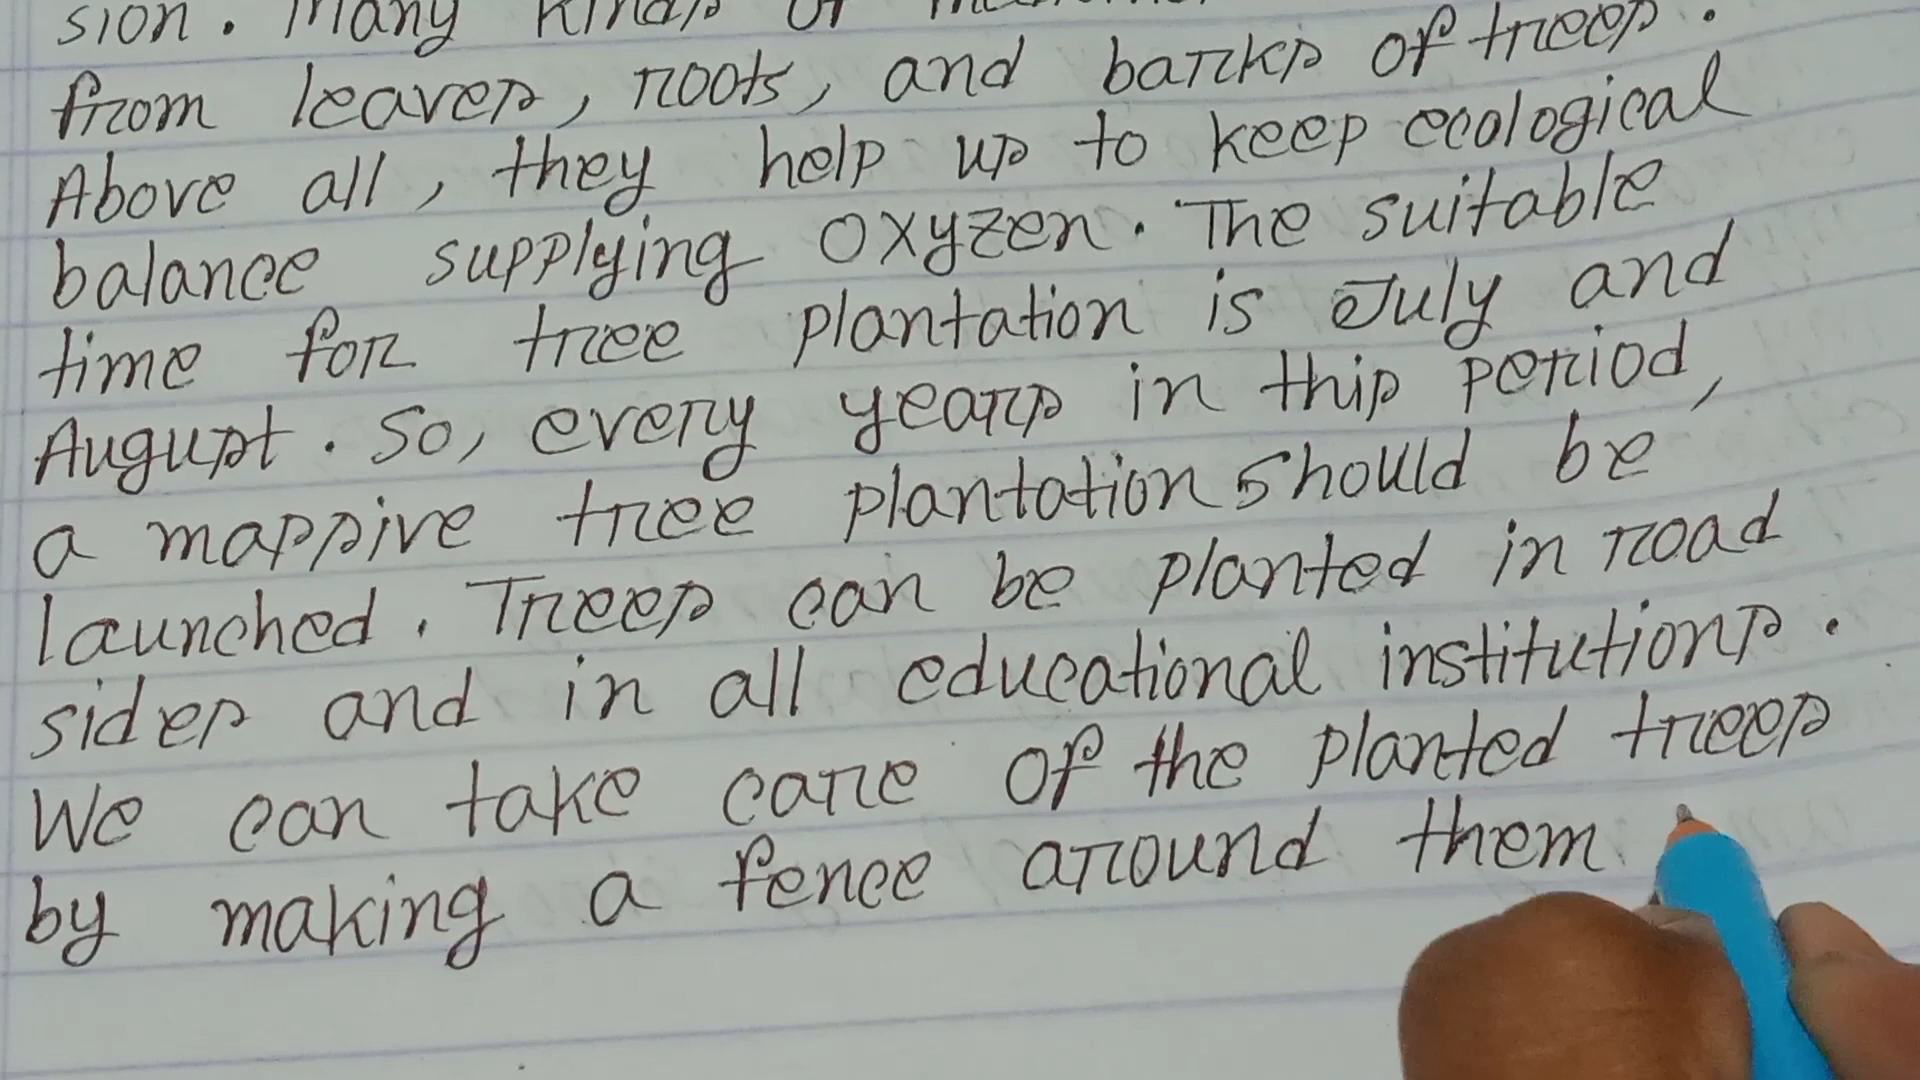 sion. Many kinds of
from leaves, roots, and barks of trees.
Above all, they help us to keep ecological
balance supplying oxyzen. The suitable
time for tree plantation is July and
August. So, every years in this period,
a massive tree plantation should be
launched. Trees can be planted in road
sides and in all educational institutions.
We can take care of the planted trees
by making a fence around them